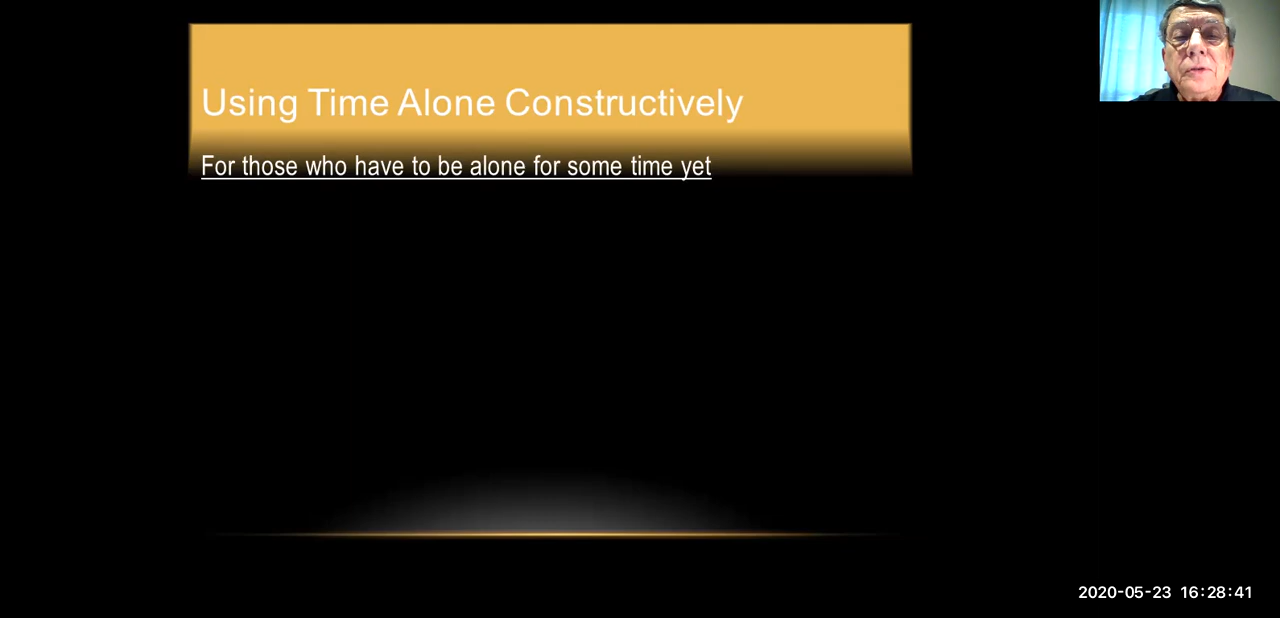 Using Time Alone Constructively
For those who have to be alone for some time yet
2020-05-23 16:28:41